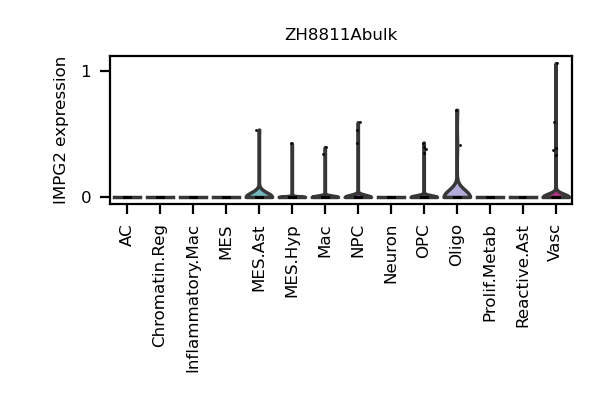 ZH8811Abulk
IMPG2 expression
1
0
AC
Chromatin.Reg
Inflammatory.Mac
MES
MES.Ast
MES.Hyp
Mac
NPC
Neuron
OPC
Oligo
Prolif.Metab
Reactive.Ast
Vasc